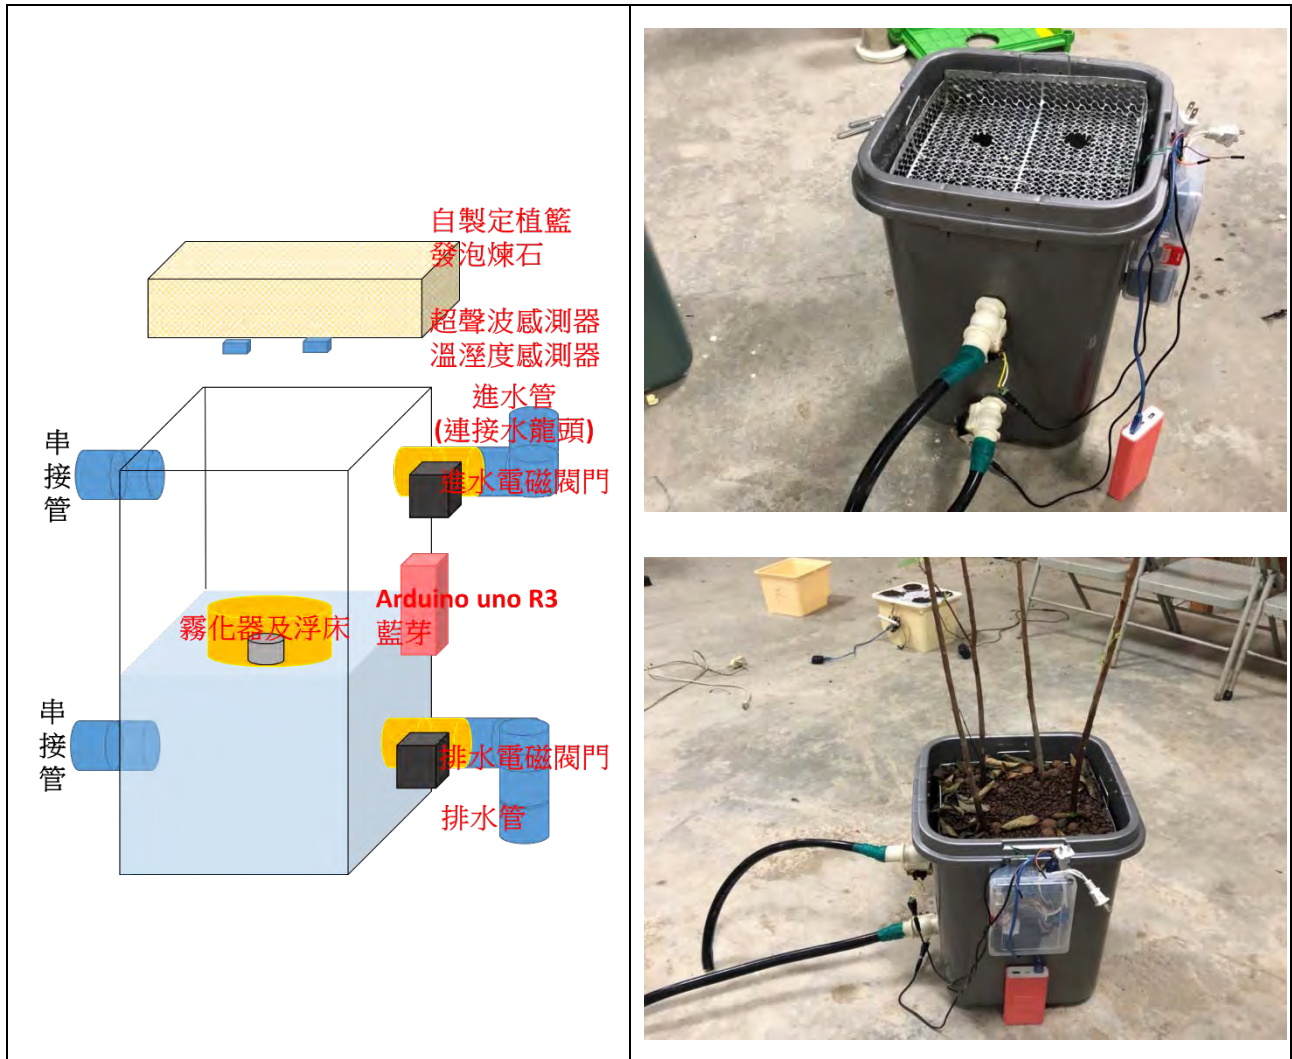 自製定植籃
發泡煉石
超聲波感測器
溫溼度感測器
進水管
(連接水龍頭)
串接管
進水電磁閥門
Arduino uno R3
藍芽
霧化器及浮床
串接管
排水電磁閥門
排水管